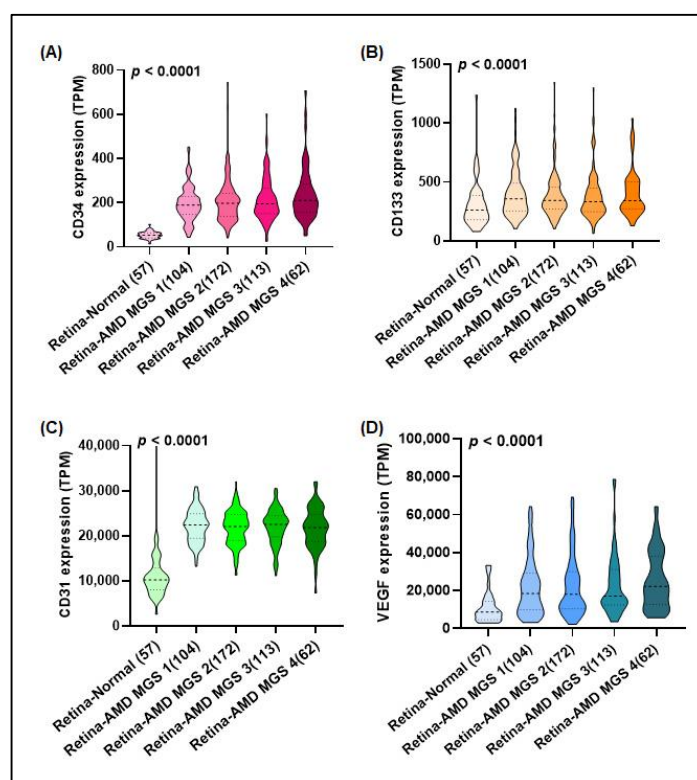 (A)
p < 0.0001
CD34 expression (TPM)
800
600
400
200
0
Retina-Normal (57)
Retina-AMD MGS 1(104)
Retina-AMD MGS 2(172)
Retina-AMD MGS 3(113)
Retina-AMD MGS 4(62)
(B)
p < 0.0001
CD133 expression (TPM)
1500
1000
500
0
Retina-Normal (57)
Retina-AMD MGS 1(104)
Retina-AMD MGS 2(172)
Retina-AMD MGS 3(113)
Retina-AMD MGS 4(62)
(C)
p < 0.0001
CD31 expression (TPM)
40,000
30,000
20,000
10,000
0
Retina-Normal (57)
Retina-AMD MGS 1(104)
Retina-AMD MGS 2(172)
Retina-AMD MGS 3(113)
Retina-AMD MGS 4(62)
(D)
p < 0.0001
VEGF expression (TPM)
100,000
80,000
60,000
40,000
20,000
0
Retina-Normal (57)
Retina-AMD MGS 1(104)
Retina-AMD MGS 2(172)
Retina-AMD MGS 3(113)
Retina-AMD MGS 4(62)